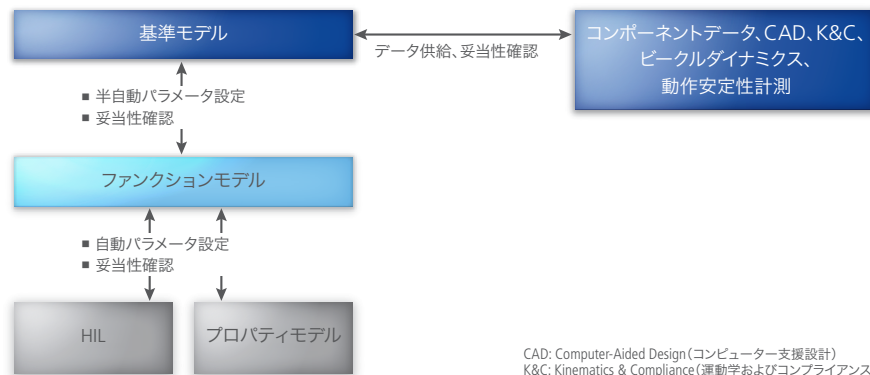 基準モデル
データ供給、妥当性確認
コンポーネントデータ、CAD、K&C、
ビークルダイナミクス、
動作安定性計測
■ 半自動パラメータ設定
■ 妥当性確認
ファンクションモデル
■ 自動パラメータ設定
■ 妥当性確認
HIL
プロパティモデル
CAD: Computer-Aided Design(コンピューター支援設計)
K&C: Kinematics & Compliance(運動学およびコンプライアンス